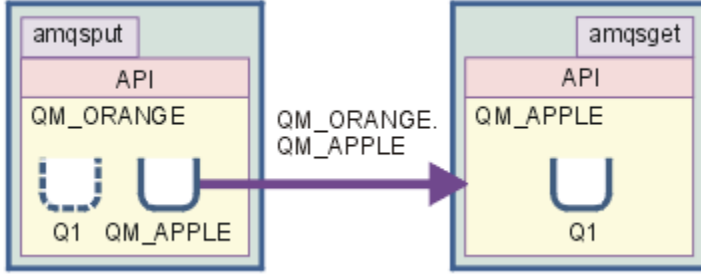 amqsput
API
QM_ORANGE
Q1 QM_APPLE
QM_ORANGE.
QM_APPLE
amqsget
API
QM_APPLE
Q1